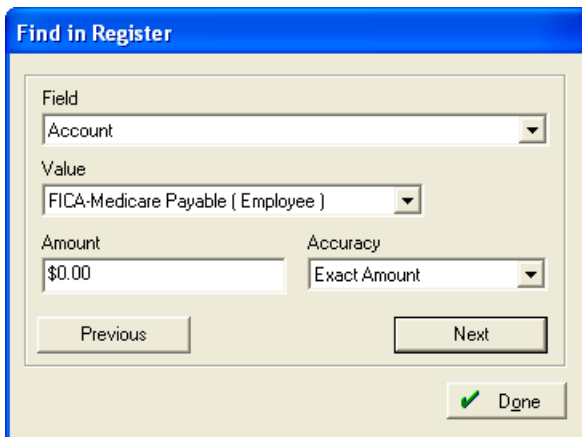 Find in Register
Field
Account
Value
FICA-Medicare Payable ( Employee )
Amount Accuracy
$0.00 Exact Amount
Previous Next
Done